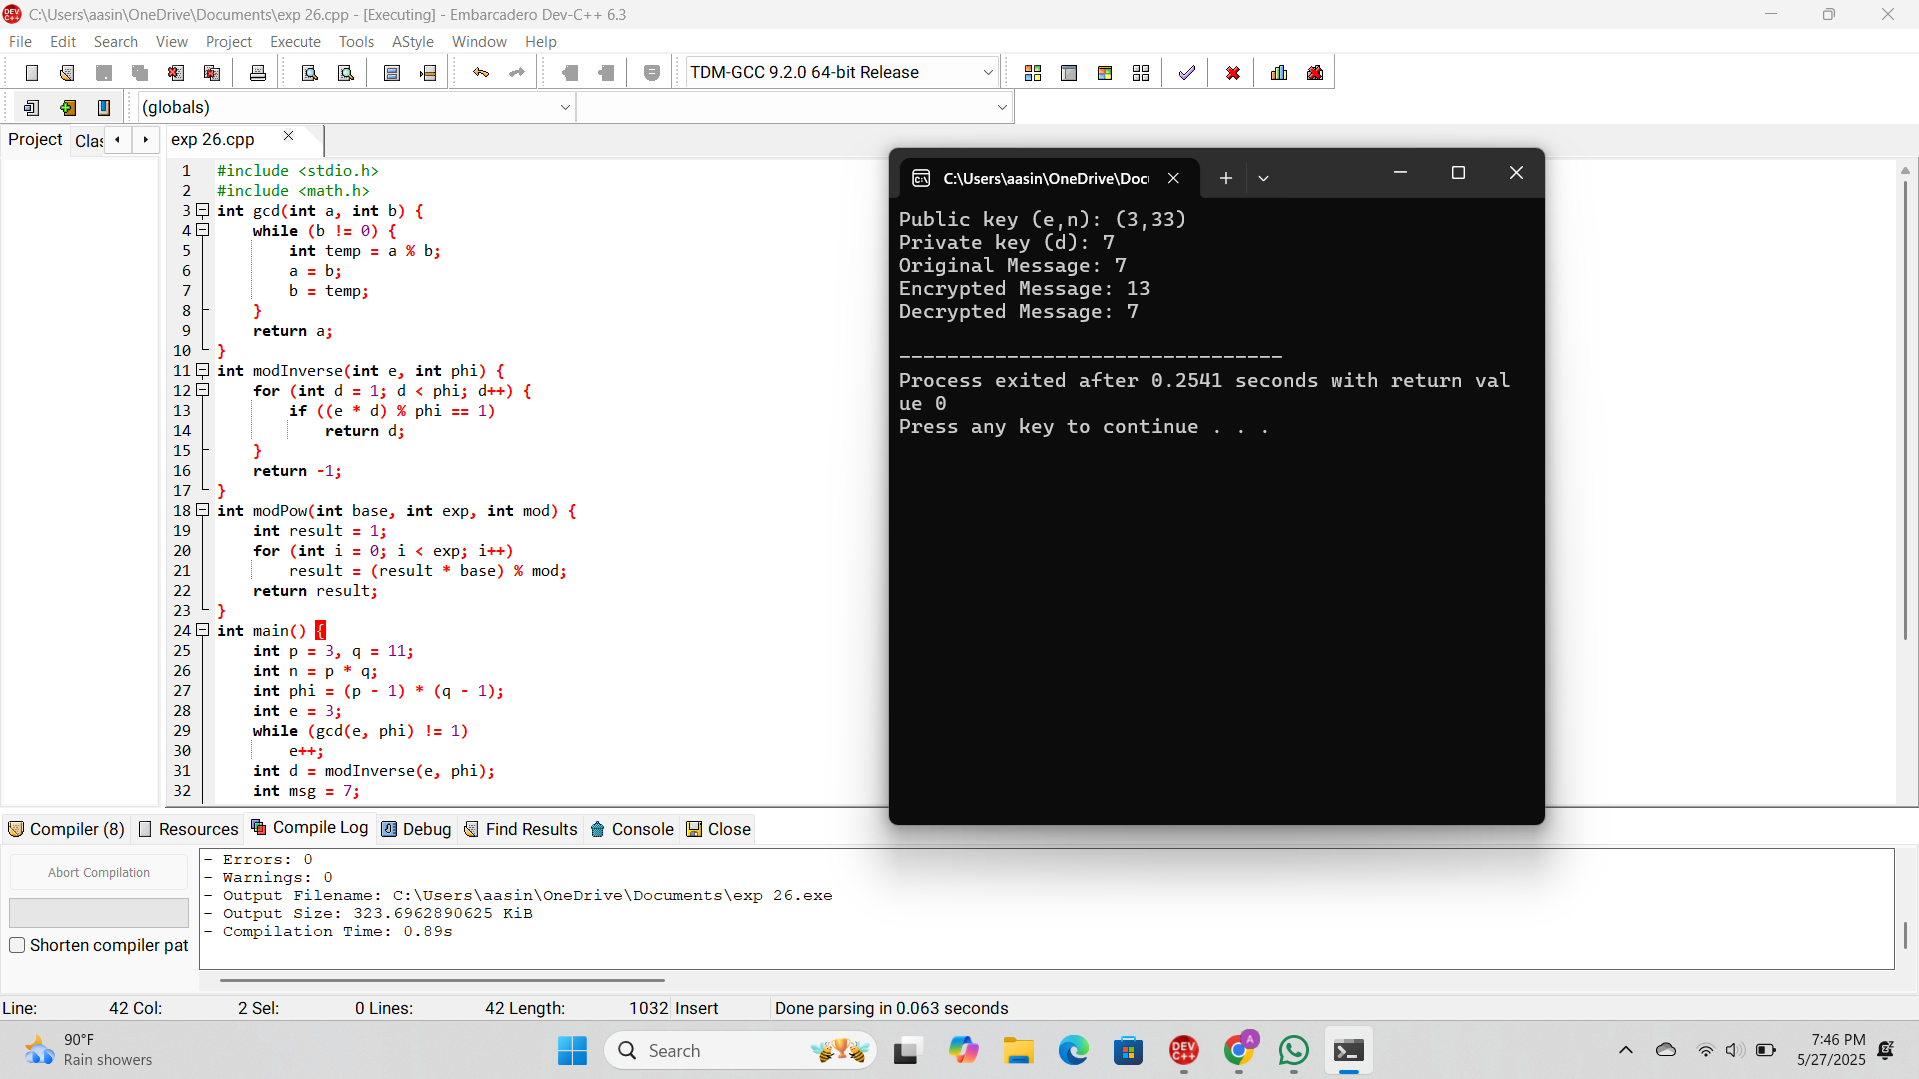 C:\Users\aasin\OneDrive\Documents\exp 26.cpp - [Executing] - Embarcadero Dev-C++ 6.3
File Edit Search View Project Execute Tools AStyle Window Help
TDM-GCC 9.2.0 64-bit Release
(globals)
Project Clas exp 26.cpp
1 #include <stdio.h>
2 #include <math.h>
3 int gcd(int a, int b) {
4 while (b != 0) {
5 int temp = a % b;
6 a = b;
7 b = temp;
8 }
9 return a;
10 }
11 int modInverse(int e, int phi) {
12 for (int d = 1; d < phi; d++) {
13 if ((e * d) % phi == 1)
14 return d;
15 }
16 return -1;
17 }
18 int modPow(int base, int exp, int mod) {
19 int result = 1;
20 for (int i = 0; i < exp; i++)
21 result = (result * base) % mod;
22 return result;
23 }
24 int main() {
25 int p = 3, q = 11;
26 int n = p * q;
27 int phi = (p - 1) * (q - 1);
28 int e = 3;
29 while (gcd(e, phi) != 1)
30 e++;
31 int d = modInverse(e, phi);
32 int msg = 7;
C:\Users\aasin\OneDrive\Doc
Public key (e,n): (3,33)
Private key (d): 7
Original Message: 7
Encrypted Message: 13
Decrypted Message: 7
--------------------------------
Process exited after 0.2541 seconds with return val
ue 0
Press any key to continue . . .
Compiler (8) Resources Compile Log Debug Find Results Console Close
Abort Compilation
Shorten compiler pat
- Errors: 0
- Warnings: 0
- Output Filename: C:\Users\aasin\OneDrive\Documents\exp 26.exe
- Output Size: 323.6962890625 KiB
- Compilation Time: 0.89s
Line: 42 Col: 2 Sel: 0 Lines: 42 Length: 1032 Insert Done parsing in 0.063 seconds
90°F
Rain showers
Search
DEV C++
A
7:46 PM
5/27/2025